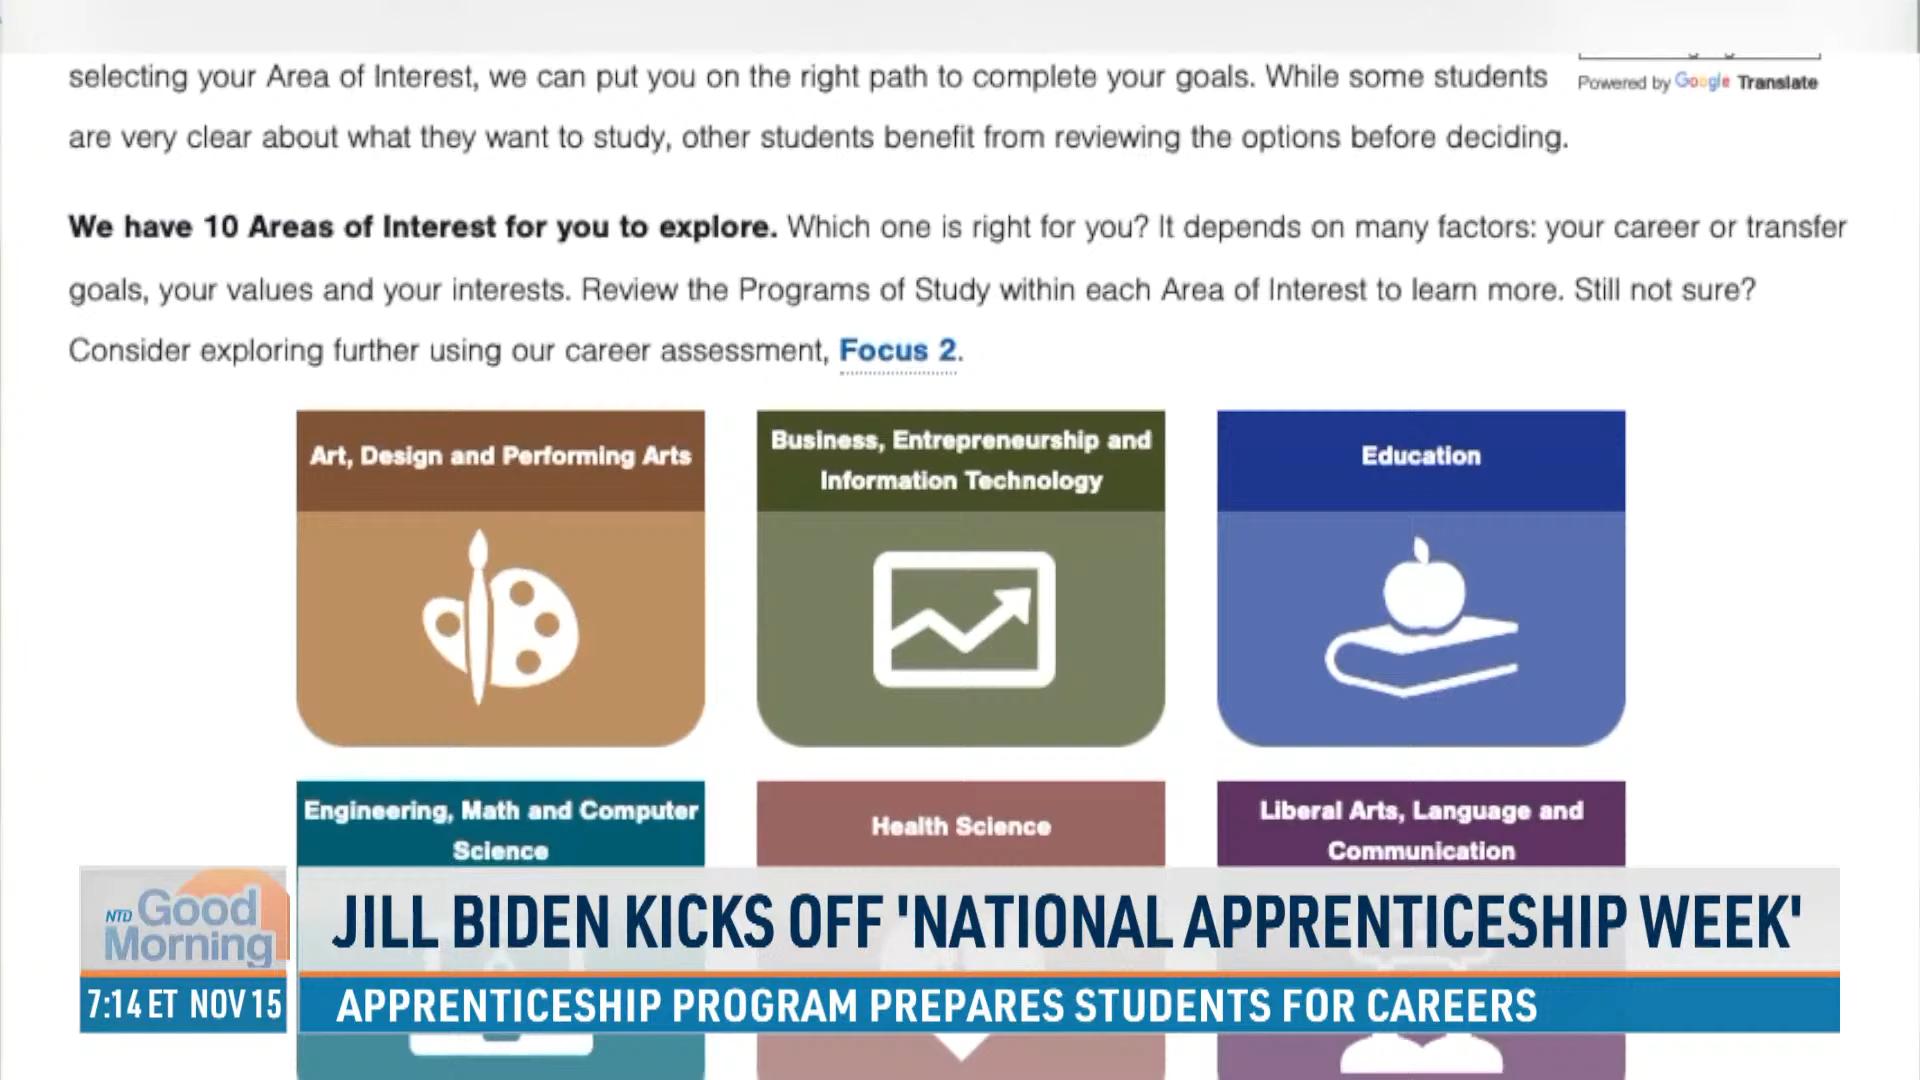 selecting your Area of Interest, we can put you on the right path to complete your goals. While some students
Powered by Google Translate
are very clear about what they want to study, other students benefit from reviewing the options before deciding.
We have 10 Areas of Interest for you to explore. Which one is right for you? It depends on many factors: your career or transfer
goals, your values and your interests. Review the Programs of Study within each Area of Interest to learn more. Still not sure?
Consider exploring further using our career assessment, Focus 2.
Art, Design and Performing Arts
Business, Entrepreneurship and
Information Technology
Education
Engineering, Math and Computer
Science
Health Science
Liberal Arts, Language and
Communication
NTD Good
Morning
JILL BIDEN KICKS OFF 'NATIONAL APPRENTICESHIP WEEK'
7:14 ET NOV 15
APPRENTICESHIP PROGRAM PREPARES STUDENTS FOR CAREERS